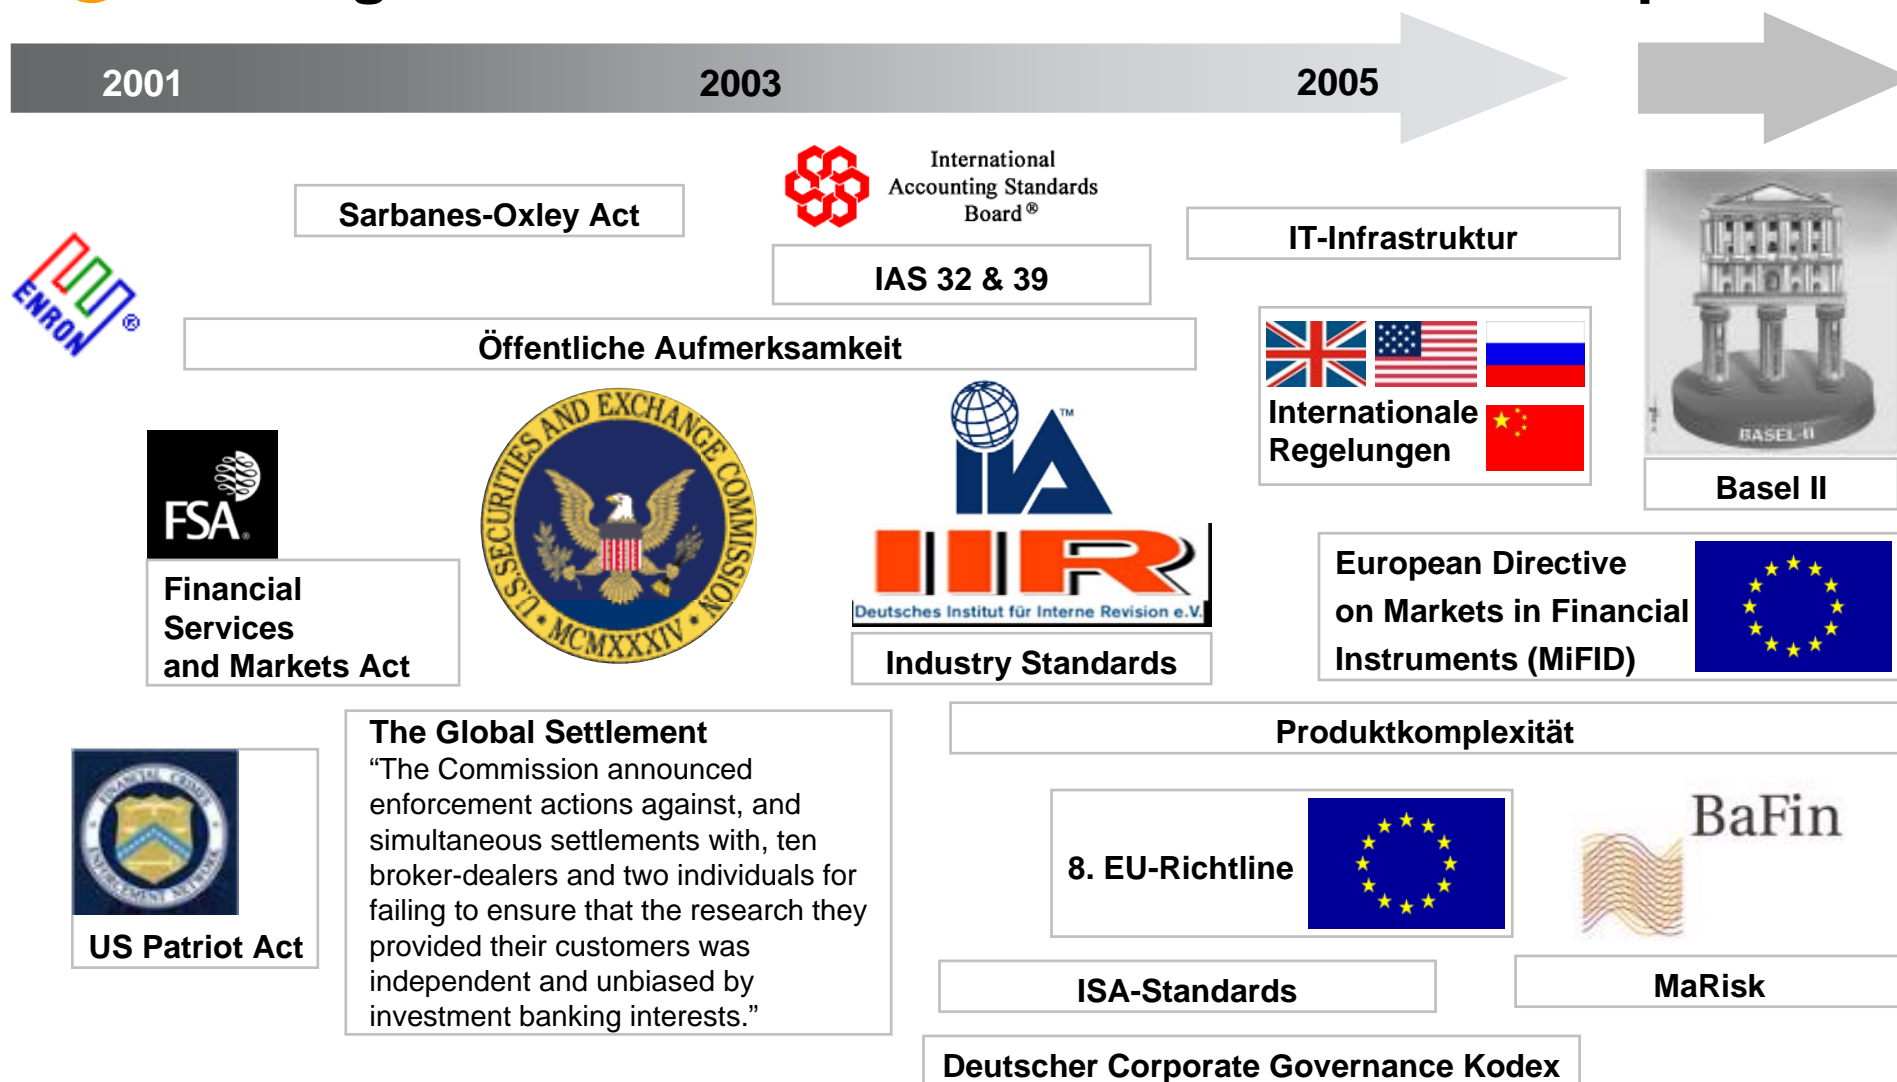 2001
2003
2005
Sarbanes-Oxley Act
International
Accounting Standards
Board ®
IAS 32 & 39
IT-Infrastruktur
ENRON ®
Öffentliche Aufmerksamkeit
Internationale
Regelungen
BASEL-II
Basel II
FSA
Financial
Services
and Markets Act
U.S. SECURITIES AND EXCHANGE COMMISSION
MCMXXXIV
IIA ™
IIR
Deutsches Institut für Interne Revision e.V.
Industry Standards
European Directive
on Markets in Financial
Instruments (MiFID)
Produktkomplexität
FINANCIAL CRIMES
ENFORCEMENT NETWORK
US Patriot Act
The Global Settlement
“The Commission announced
enforcement actions against, and
simultaneous settlements with, ten
broker-dealers and two individuals for
failing to ensure that the research they
provided their customers was
independent and unbiased by
investment banking interests.”
8. EU-Richtline
BaFin
ISA-Standards
MaRisk
Deutscher Corporate Governance Kodex